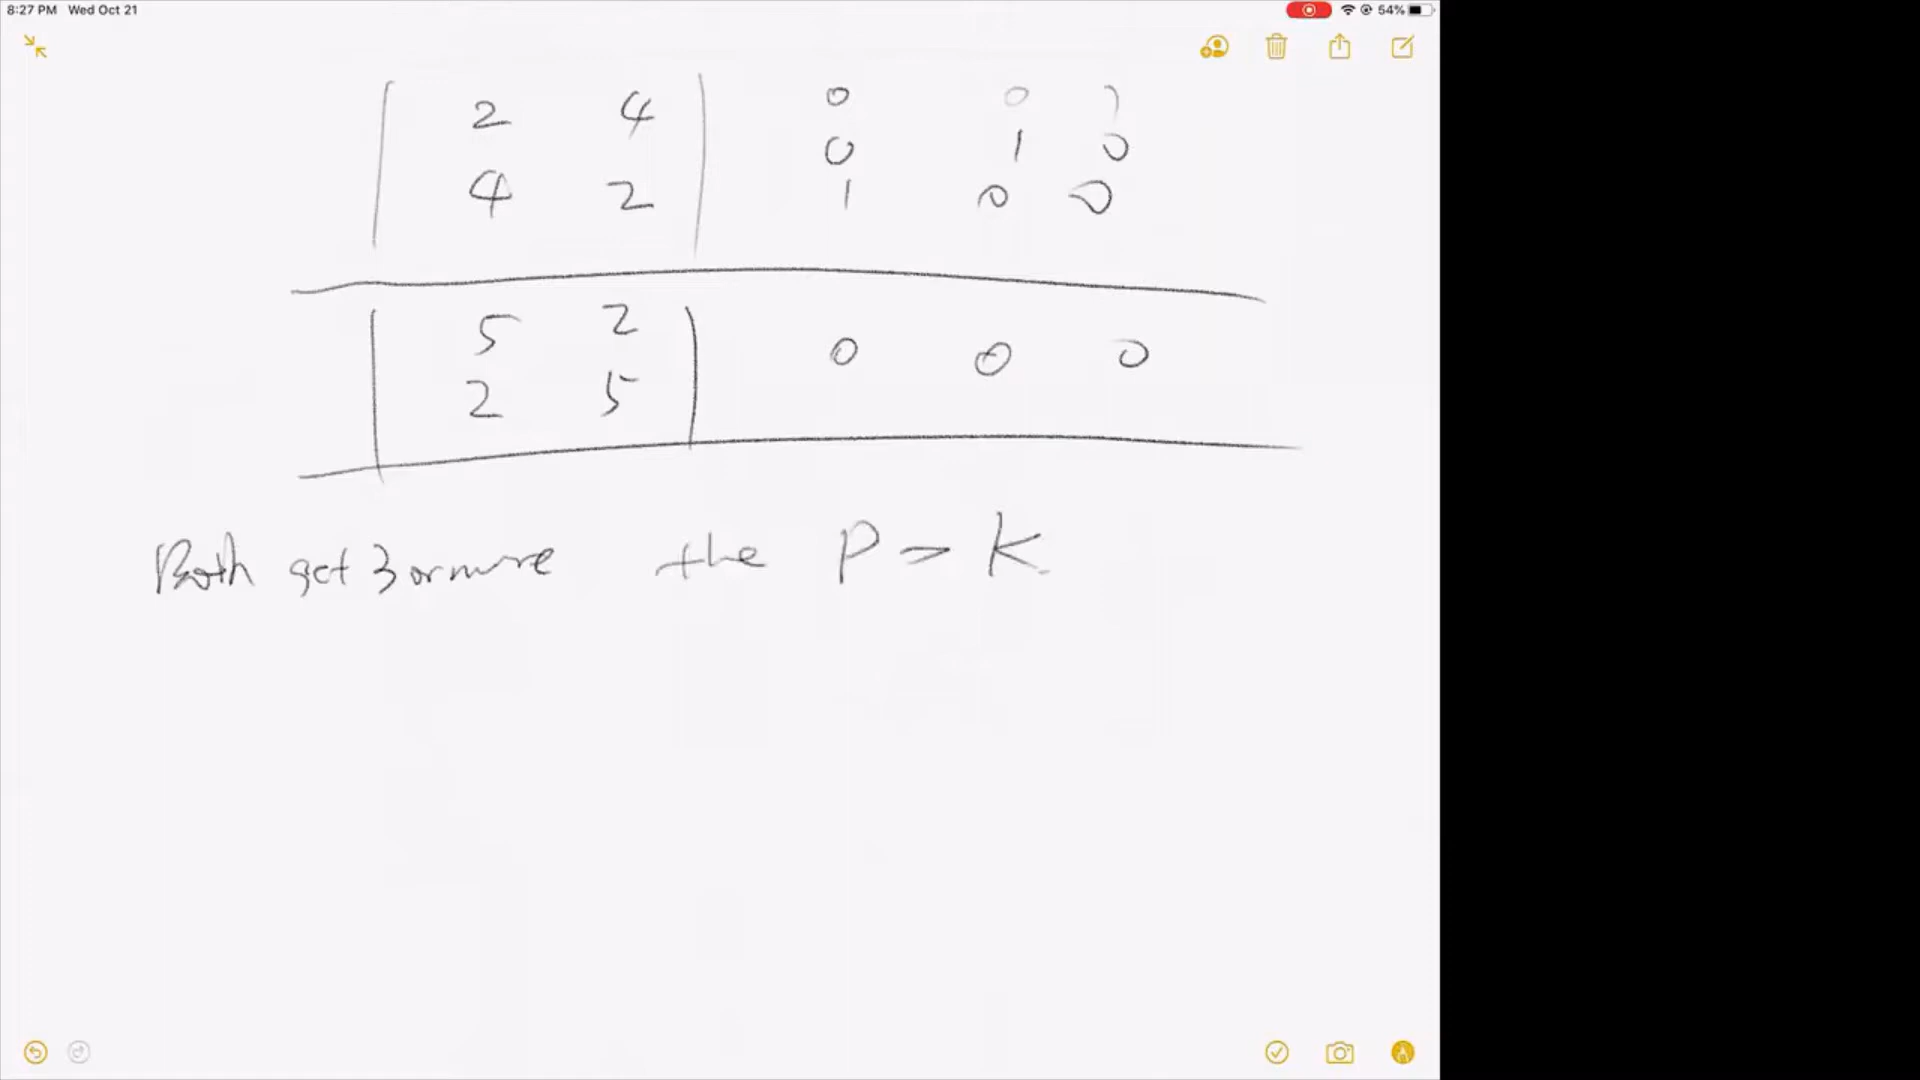 8:27 PM Wed Oct 21 54%
2 4 0 0
0 1 0
4 2 1 0 0
5 2
0 0 0
2 5
Both get 3 or more the P > K